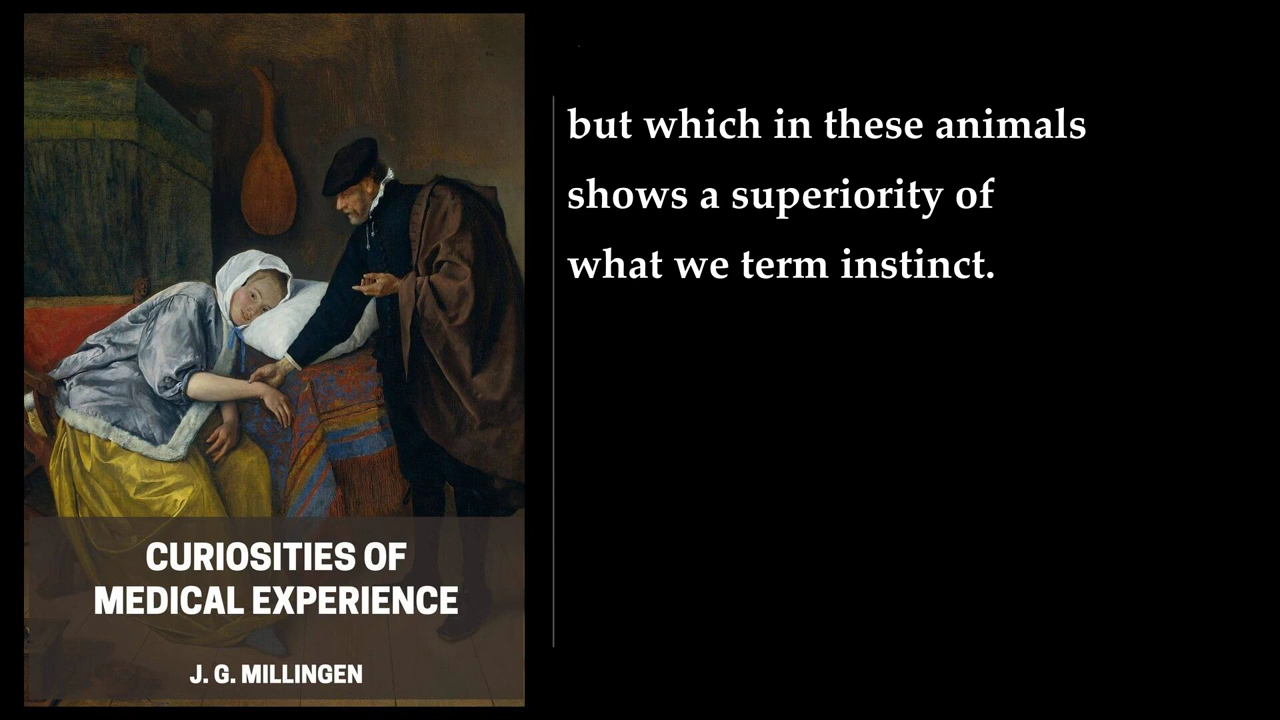 but which in these animals
shows a superiority of
what we term instinct.
CURIOSITIES OF
MEDICAL EXPERIENCE
J. G. MILLINGEN